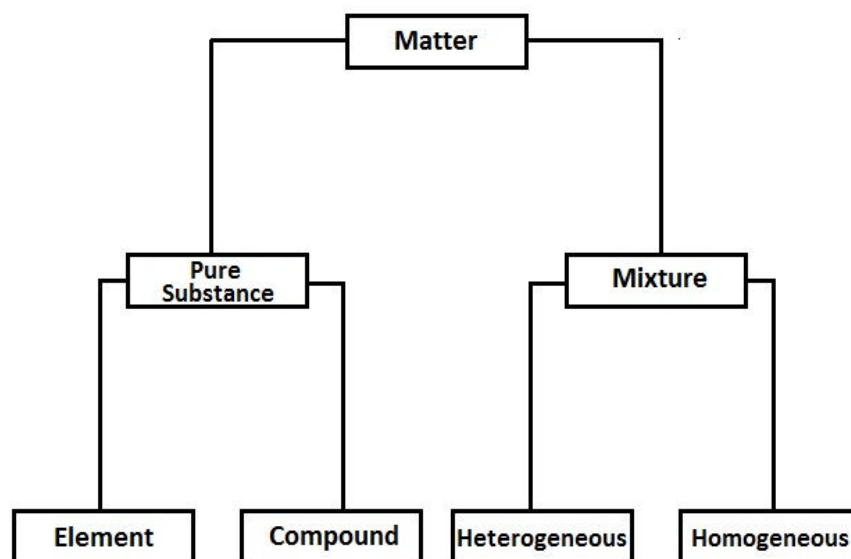 Matter
Pure
Substance
Mixture
Element
Compound
Heterogeneous
Homogeneous